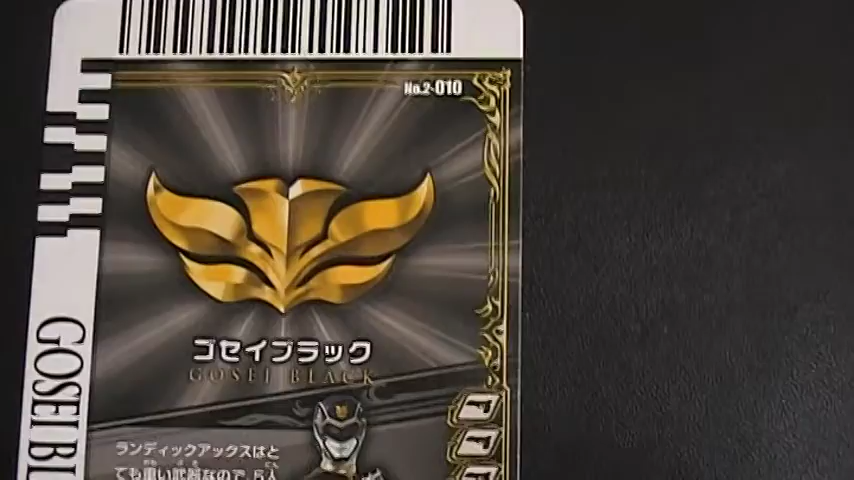 No.2-010
ゴセイブラック
GOSEI BLACK
GOSEI BL
ランディックアックスはと
ても重い武器なので、5人